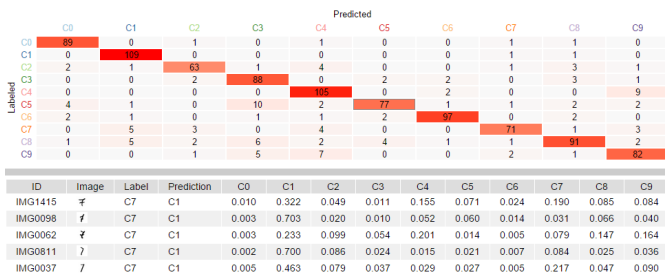 Predicted
C0 C1 C2 C3 C4 C5 C6 C7 C8 C9
Labeled
C0 89 0 1 0 1 0 0 1 1 0
C1 0 109 0 0 0 0 0 1 1 0
C2 2 1 63 1 4 0 0 1 3 1
C3 0 0 2 88 0 2 2 0 3 1
C4 0 0 0 0 105 0 2 0 0 9
C5 4 1 0 10 2 77 1 1 2 2
C6 2 1 0 1 1 2 97 0 2 0
C7 0 5 3 0 4 0 0 71 1 3
C8 1 5 2 6 2 4 1 1 91 2
C9 0 0 1 5 7 0 0 2 1 82
ID Image Label Prediction C0 C1 C2 C3 C4 C5 C6 C7 C8 C9
IMG1415 7 C7 C1 0.010 0.322 0.049 0.011 0.155 0.071 0.024 0.190 0.085 0.084
IMG0098 7 C7 C1 0.003 0.703 0.020 0.010 0.052 0.060 0.014 0.031 0.066 0.040
IMG0062 7 C7 C1 0.003 0.233 0.099 0.054 0.201 0.014 0.005 0.079 0.147 0.164
IMG0811 7 C7 C1 0.002 0.700 0.086 0.024 0.015 0.021 0.007 0.084 0.025 0.036
IMG0037 7 C7 C1 0.005 0.463 0.079 0.037 0.029 0.027 0.005 0.217 0.047 0.090